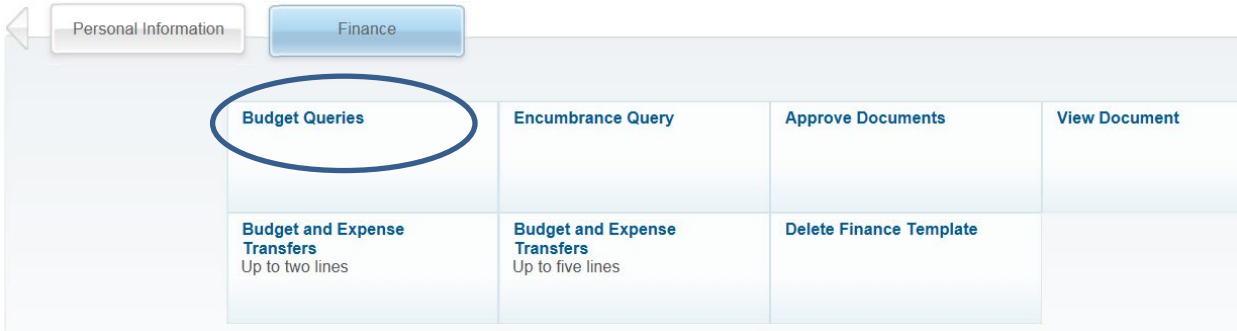 Personal Information
Finance
Budget Queries
Encumbrance Query
Approve Documents
View Document
Budget and Expense
Transfers
Up to two lines
Budget and Expense
Transfers
Up to five lines
Delete Finance Template